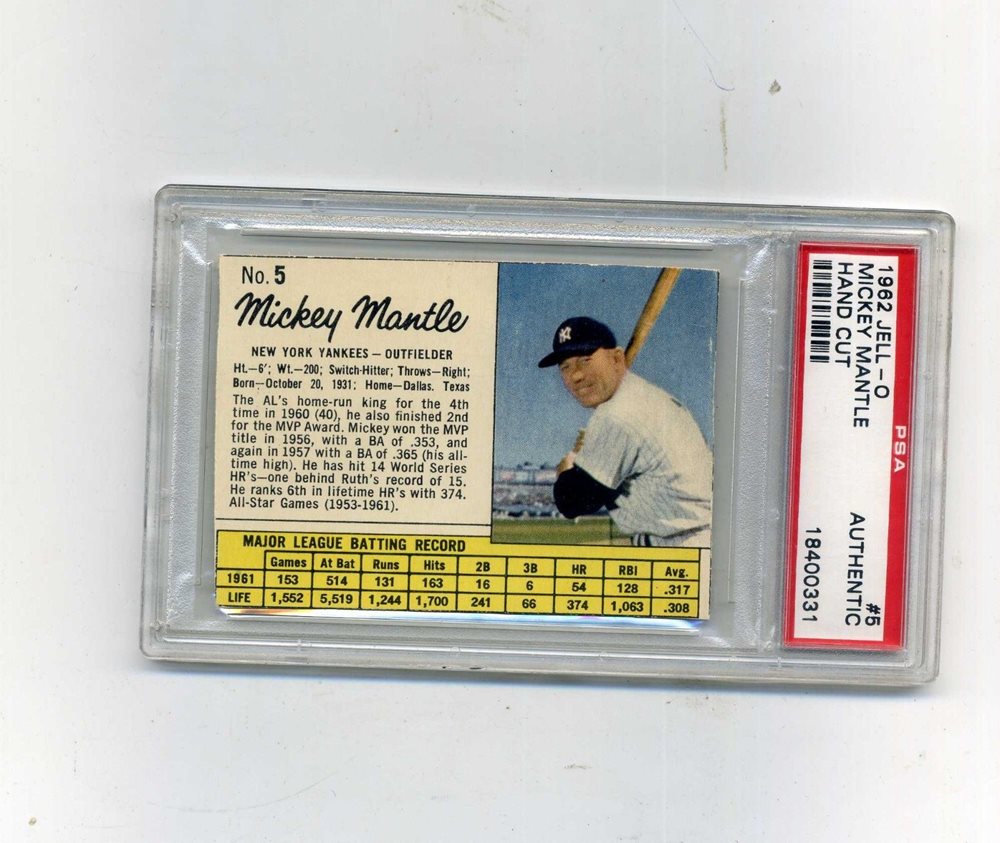 No. 5
Mickey Mantle
NEW YORK YANKEES — OUTFIELDER
Ht.—6'; Wt.—200; Switch-Hitter; Throws—Right;
Born—October 20, 1931; Home—Dallas, Texas
The AL's home-run king for the 4th
time in 1960 (40), he also finished 2nd
for the MVP Award. Mickey won the MVP
title in 1956, with a BA of .353, and
again in 1957 with a BA of .365 (his all-
time high). He has hit 14 World Series
HR's—one behind Ruth's record of 15.
He ranks 6th in lifetime HR's with 374.
All-Star Games (1953-1961).
NY
MAJOR LEAGUE BATTING RECORD
Games At Bat Runs Hits 2B 3B HR RBI Avg.
1961 153 514 131 163 16 6 54 128 .317
LIFE 1,552 5,519 1,244 1,700 241 66 374 1,063 .308
1962 JELL-O #5
MICKEY MANTLE AUTHENTIC
HAND CUT
18400331
PSA